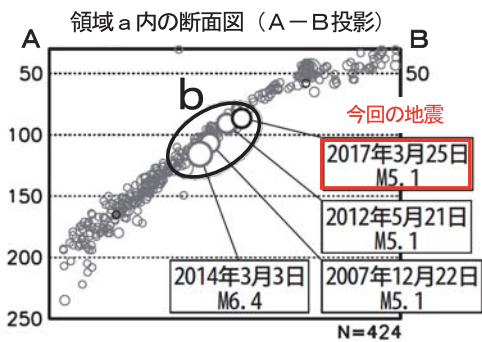 領域a内の断面図（A－B投影）
A
B
50
50
100
150
200
250
b
今回の地震
2017年3月25日
M5.1
2012年5月21日
M5.1
2014年3月3日
M6.4
2007年12月22日
M5.1
N=424